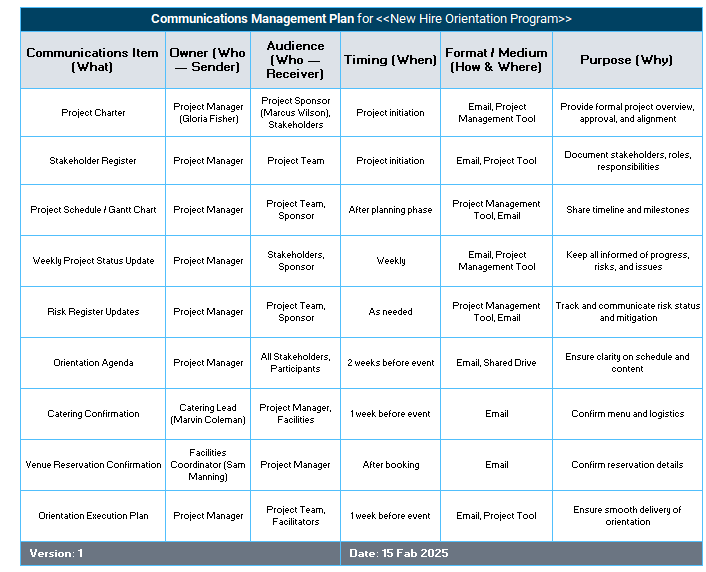 Communications Management Plan for <<New Hire Orientation Program>>
Communications Item
(What)
Owner (Who
— Sender)
Audience
(Who —
Receiver)
Timing (When)
Format / Medium
(How & Where)
Purpose (Why)
Project Charter
Project Manager
(Gloria Fisher)
Project Sponsor
(Marcus Wilson),
Stakeholders
Project initiation
Email, Project
Management Tool
Provide formal project overview,
approval, and alignment
Stakeholder Register
Project Manager
Project Team
Project initiation
Email, Project Tool
Document stakeholders, roles,
responsibilities
Project Schedule / Gantt Chart
Project Manager
Project Team,
Sponsor
After planning phase
Project Management
Tool, Email
Share timeline and milestones
Weekly Project Status Update
Project Manager
Stakeholders,
Sponsor
Weekly
Email, Project
Management Tool
Keep all informed of progress,
risks, and issues
Risk Register Updates
Project Manager
Project Team,
Sponsor
As needed
Project Management
Tool, Email
Track and communicate risk status
and mitigation
Orientation Agenda
Project Manager
All Stakeholders,
Participants
2 weeks before event
Email, Shared Drive
Ensure clarity on schedule and
content
Catering Confirmation
Catering Lead
(Marvin Coleman)
Project Manager,
Facilities
1 week before event
Email
Confirm menu and logistics
Venue Reservation Confirmation
Facilities
Coordinator (Sam
Manning)
Project Manager
After booking
Email
Confirm reservation details
Orientation Execution Plan
Project Manager
Project Team,
Facilitators
1 week before event
Email, Project Tool
Ensure smooth delivery of
orientation
Version: 1
Date: 15 Fab 2025